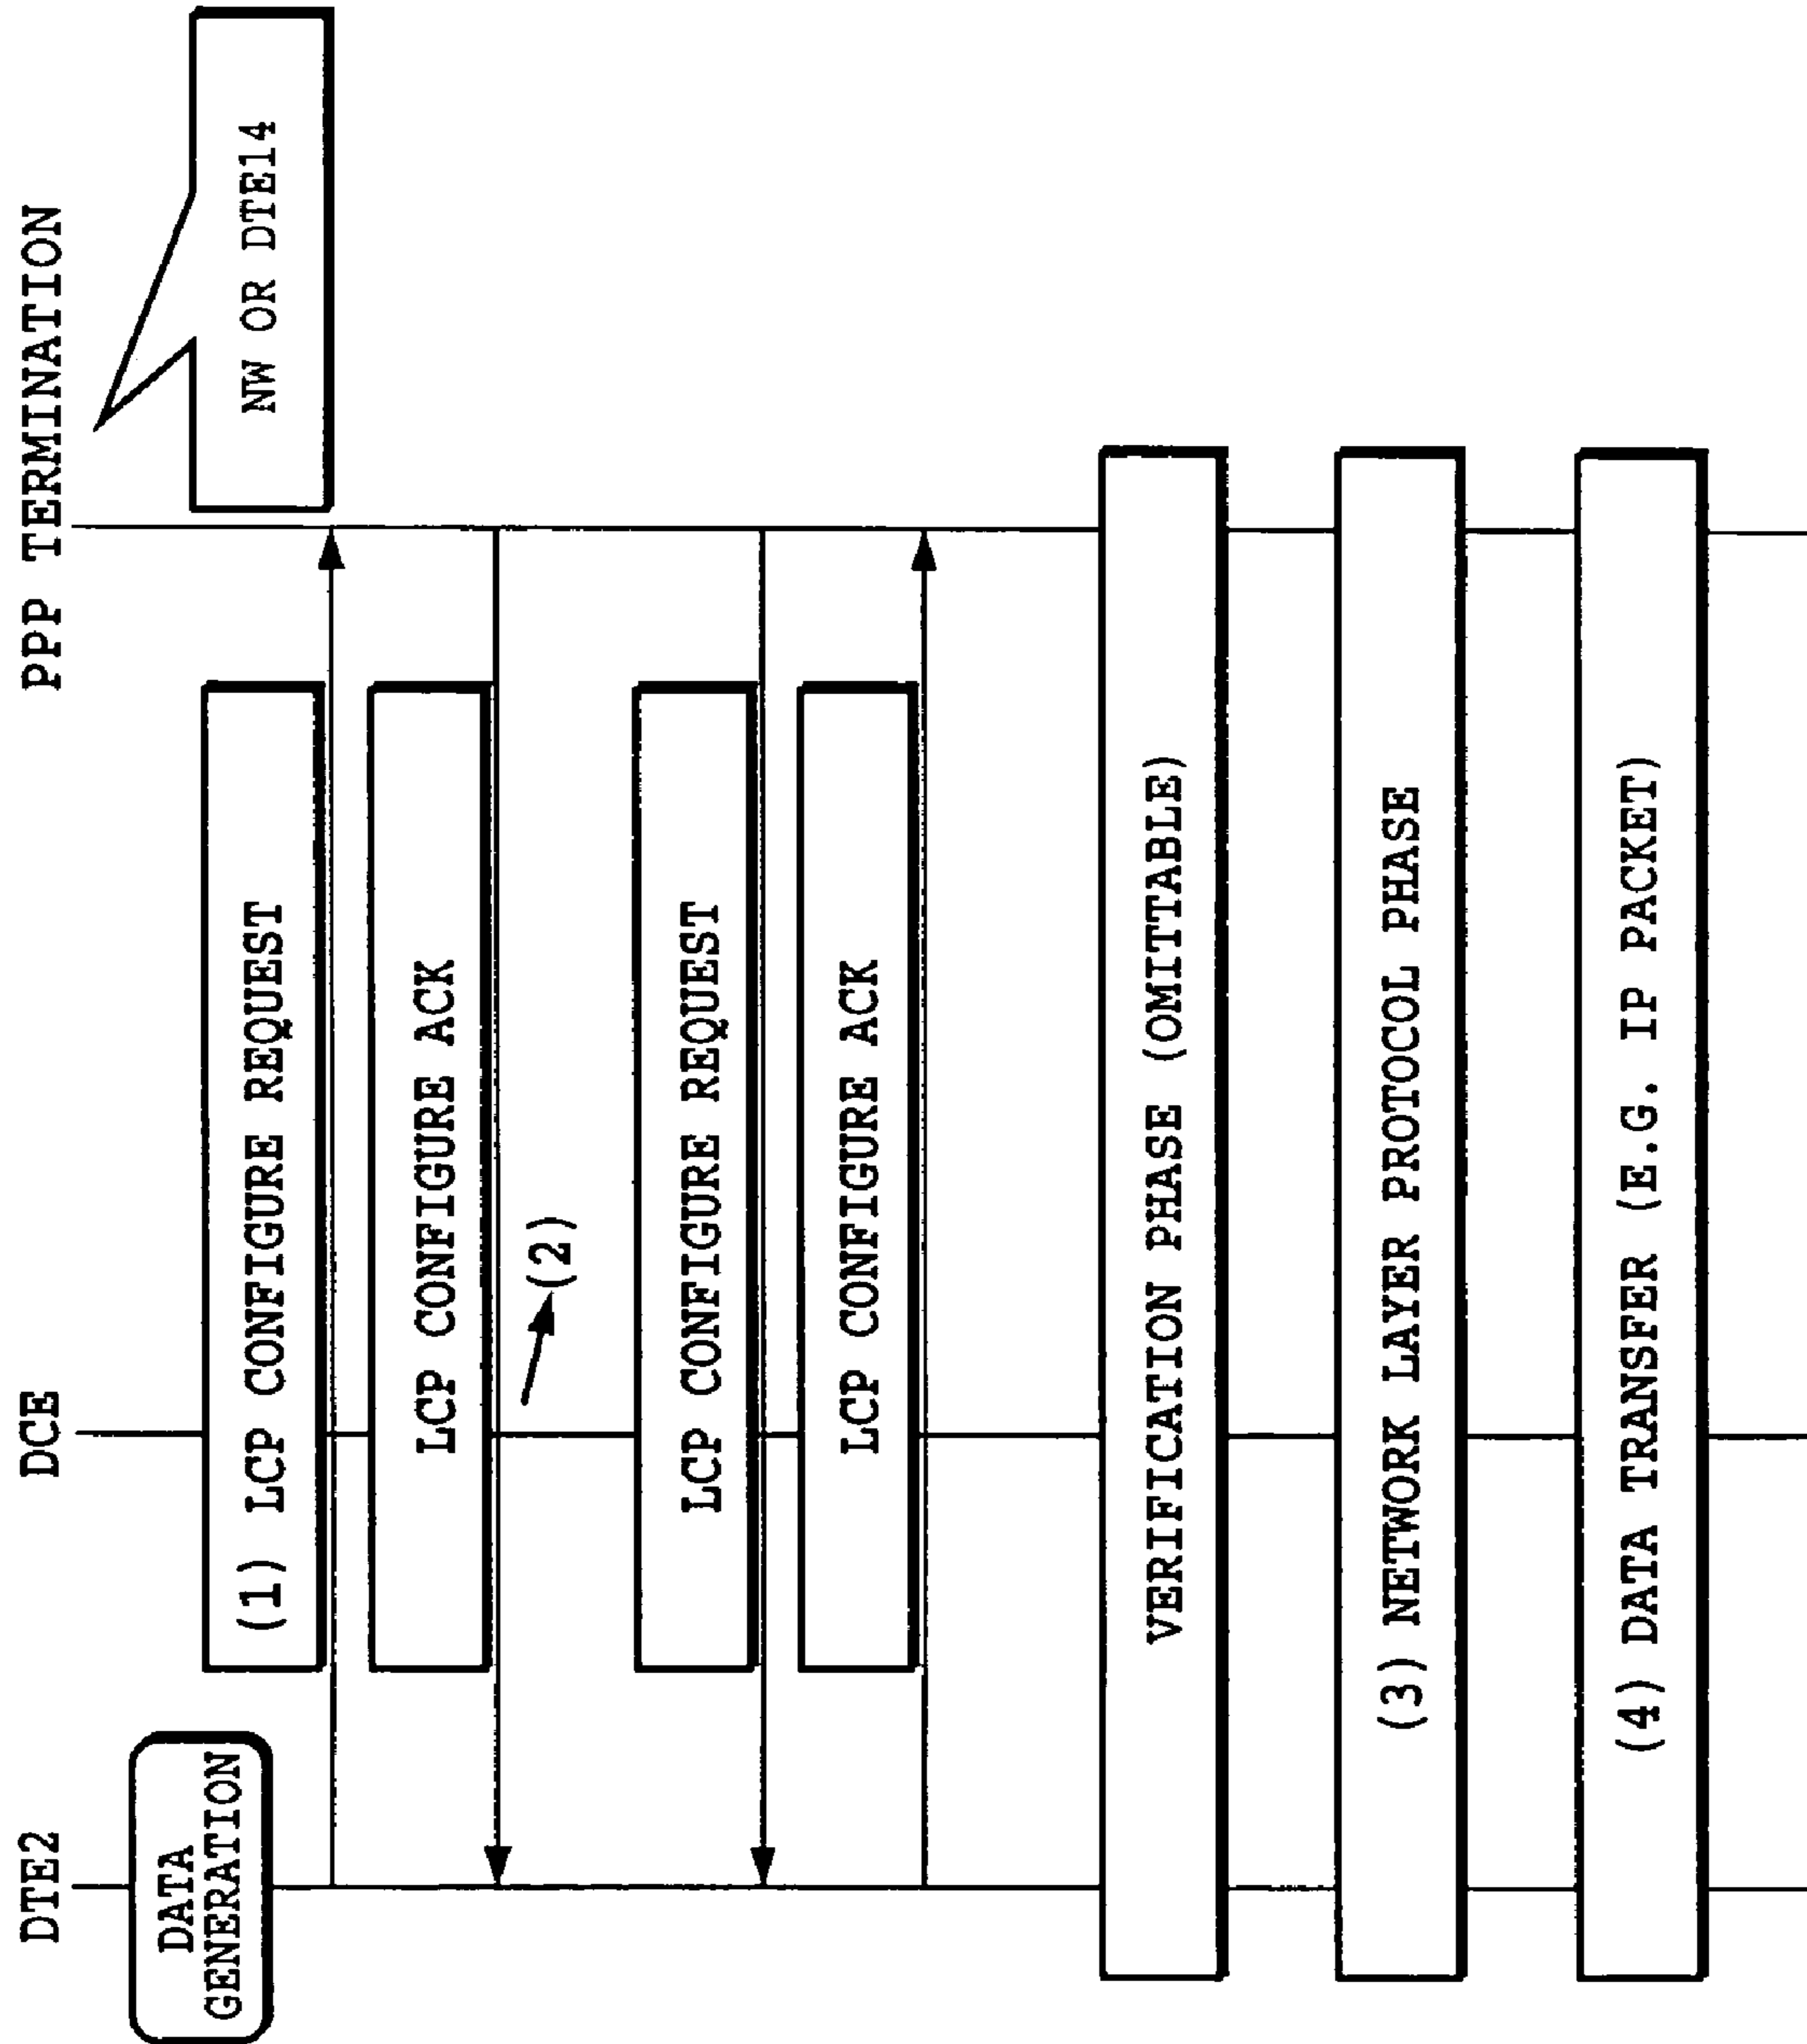 DTE2
DCE
PPP TERMINATION
DATA
GENERATION
NW OR DTE14
(1) LCP CONFIGURE REQUEST
LCP CONFIGURE ACK
(2)
LCP CONFIGURE REQUEST
LCP CONFIGURE ACK
VERIFICATION PHASE (OMITTABLE)
(3) NETWORK LAYER PROTOCOL PHASE
(4) DATA TRANSFER (E.G. IP PACKET)